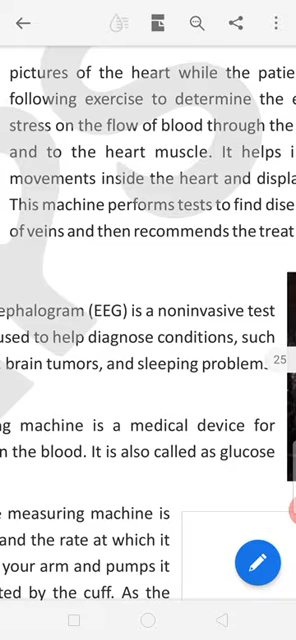 pictures of the heart while the patie
following exercise to determine the e
stress on the flow of blood through the
and to the heart muscle. It helps i
movements inside the heart and displa
This machine performs tests to find dise
of veins and then recommends the treat
ephalogram (EEG) is a noninvasive test
used to help diagnose conditions, such
brain tumors, and sleeping problem.
25
ng machine is a medical device for
n the blood. It is also called as glucose
e measuring machine is
and the rate at which it
your arm and pumps it
ted by the cuff. As the